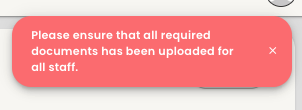 Please ensure that all required
documents has been uploaded for
all staff.